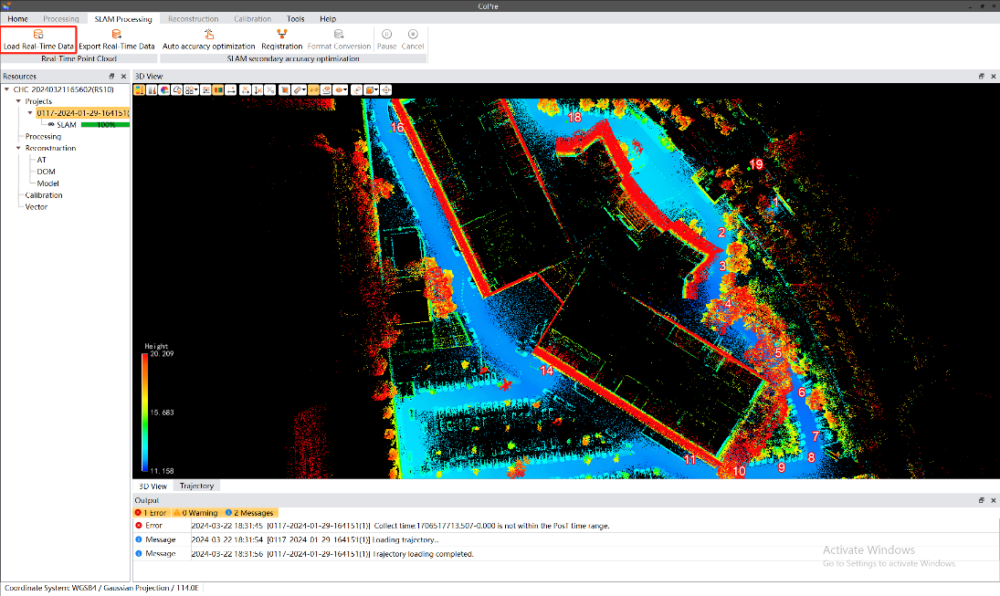 CoPre
Home Processing SLAM Processing Reconstruction Calibration Tools Help
Load Real-Time Data Export Real-Time Data Auto accuracy optimization Registration Format Conversion Pause Cancel
Real-Time Point Cloud SLAM secondary accuracy optimization
Resources
CHC 20240321165602(RS10)
Projects
0117-2024-01-29-164151(
SLAM 100%
Processing
Reconstruction
AT
DOM
Model
Calibration
Vector
3D View
16
18
19
1
2
3
4
5
6
7
8
9
10
11
14
Height
20.209
15.683
11.158
3D View Trajectory
Output
1 Error 0 Warning 2 Messages
Error 2024-03-22 18:31:45 [0117-2024-01-29-164151(1)] Collect time:1706517713.507-0.000 is not within the PosT time range.
Message 2024-03-22 18:31:54 [0117-2024-01-29-164151(1)] Loading trajectory...
Message 2024-03-22 18:31:56 [0117-2024-01-29-164151(1)] Trajectory loading completed.
Activate Windows
Go to Settings to activate Windows.
Coordinate System: WGS84 / Gaussian Projection / 114.0E